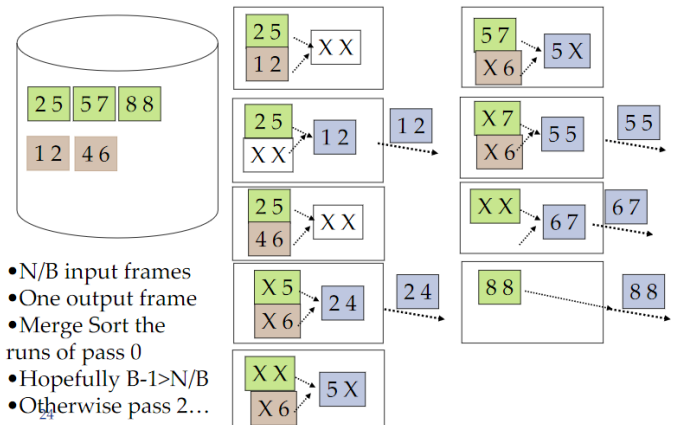 2 5 5 7 8 8
1 2 4 6
•N/B input frames
•One output frame
•Merge Sort the
runs of pass 0
•Hopefully B-1>N/B
•Otherwise pass 2…
24
2 5
1 2
X X
2 5
X X
1 2
1 2
2 5
4 6
X X
X 5
X 6
2 4
2 4
X X
X 6
5 X
5 7
X 6
5 X
X 7
X 6
5 5
5 5
X X
6 7
6 7
8 8
8 8